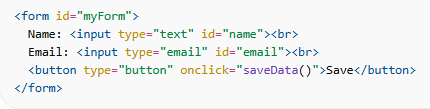 <form id="myForm">
  Name: <input type="text" id="name"><br>
  Email: <input type="email" id="email"><br>
  <button type="button" onclick="saveData()">Save</button>
</form>